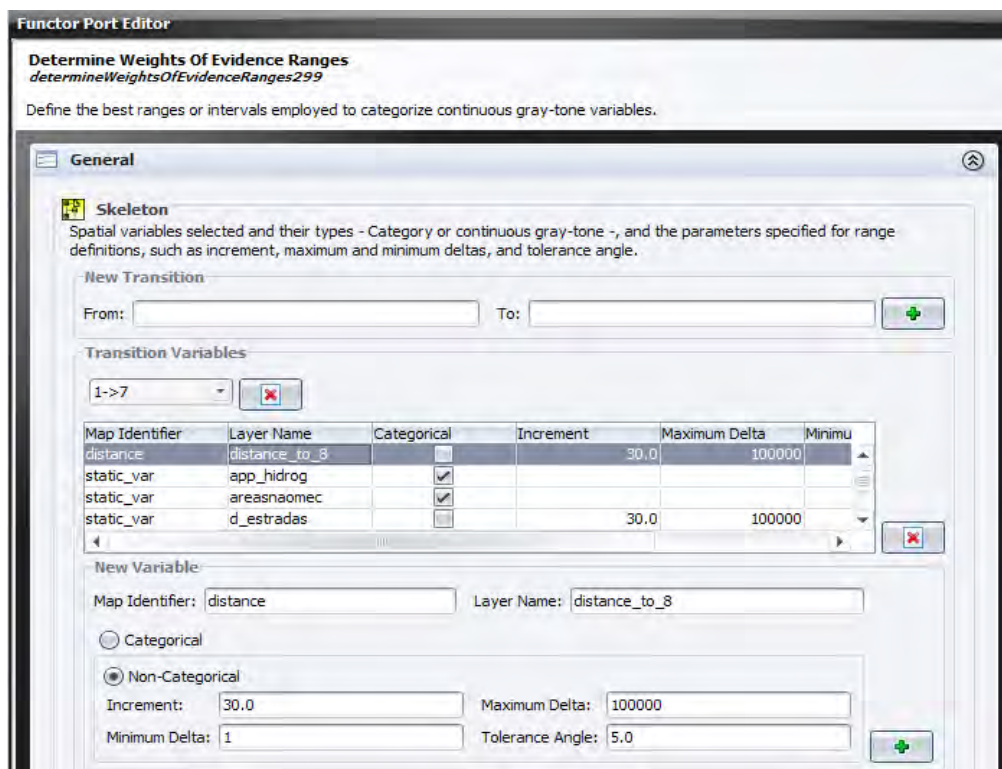 Functor Port Editor
Determine Weights Of Evidence Ranges
determineWeightsOfEvidenceRanges299
Define the best ranges or intervals employed to categorize continuous gray-tone variables.
General
Skeleton
Spatial variables selected and their types - Category or continuous gray-tone -, and the parameters specified for range
definitions, such as increment, maximum and minimum deltas, and tolerance angle.
New Transition
From: To:
Transition Variables
1->7
Map Identifier Layer Name Categorical Increment Maximum Delta Minimu
distance distance_to_8 30.0 100000
static_var app_hidrog
static_var areasnaomec
static_var d_estradas 30.0 100000
New Variable
Map Identifier: distance Layer Name: distance_to_8
Categorical
Non-Categorical
Increment: 30.0 Maximum Delta: 100000
Minimum Delta: 1 Tolerance Angle: 5.0